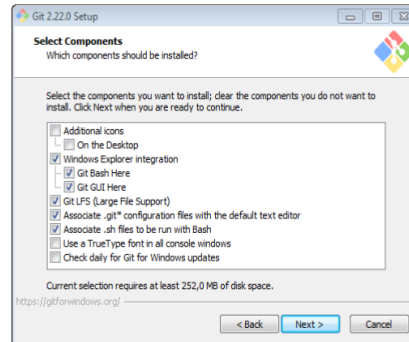 Git 2.22.0 Setup
Select Components
Which components should be installed?
Select the components you want to install; clear the components you do not want to
install. Click Next when you are ready to continue.
Additional icons
On the Desktop
Windows Explorer integration
Git Bash Here
Git GUI Here
Git LFS (Large File Support)
Associate .git* configuration files with the default text editor
Associate .sh files to be run with Bash
Use a TrueType font in all console windows
Check daily for Git for Windows updates
Current selection requires at least 252,0 MB of disk space.
https://gitforwindows.org/
< Back Next > Cancel